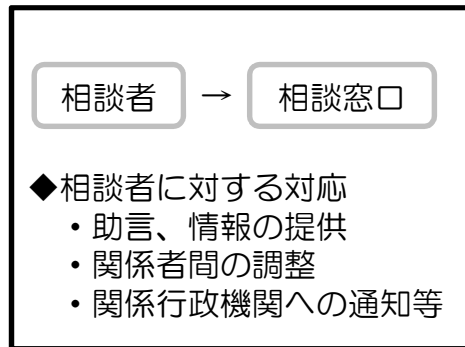 相談者 → 相談窓口
◆相談者に対する対応
・助言、情報の提供
・関係者間の調整
・関係行政機関への通知等